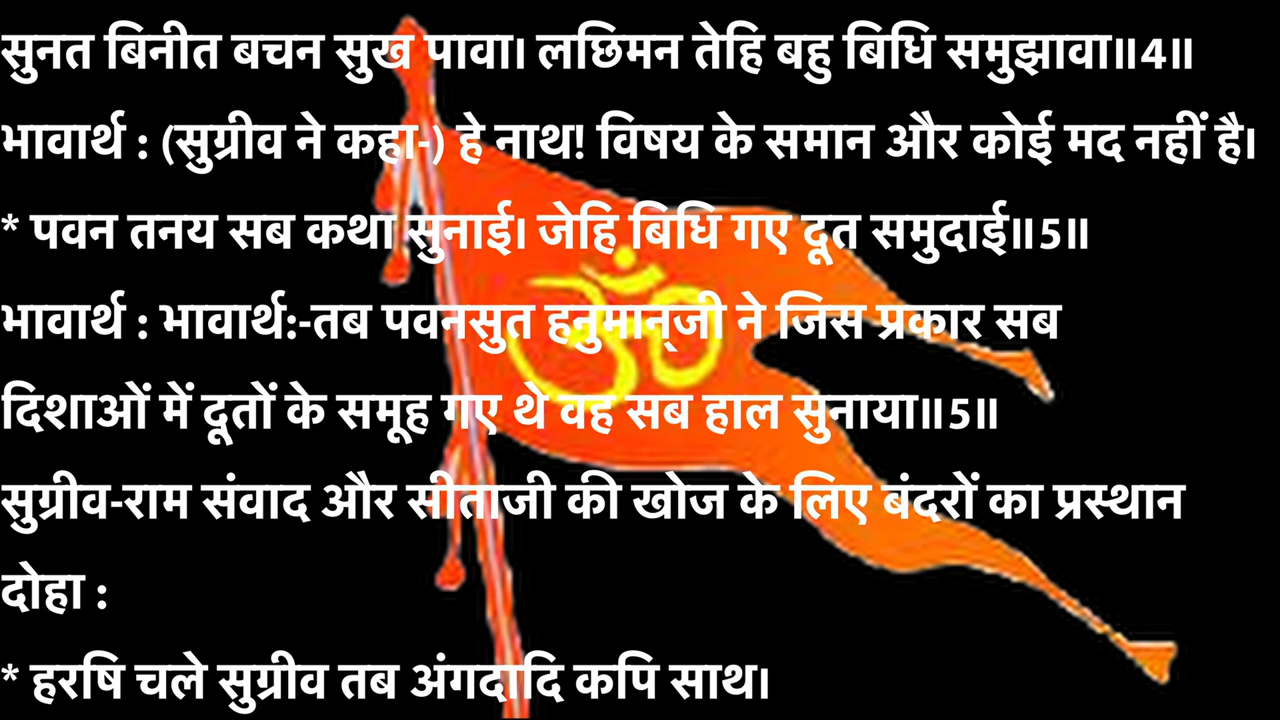 सुनत बिनीत बचन सुख पावा। लछिमन तेहि बहु बिधि समुझावा॥4॥
भावार्थ : (सुग्रीव ने कहा-) हे नाथ! विषय के समान और कोई मद नहीं है।
* पवन तनय सब कथा सुनाई। जेहि बिधि गए दूत समुदाई॥5॥
भावार्थ : भावार्थ:-तब पवनसुत हनुमान्‌जी ने जिस प्रकार सब
दिशाओं में दूतों के समूह गए थे वह सब हाल सुनाया॥5॥
सुग्रीव-राम संवाद और सीताजी की खोज के लिए बंदरों का प्रस्थान
दोहा :
* हरषि चले सुग्रीव तब अंगदादि कपि साथ।
ॐ